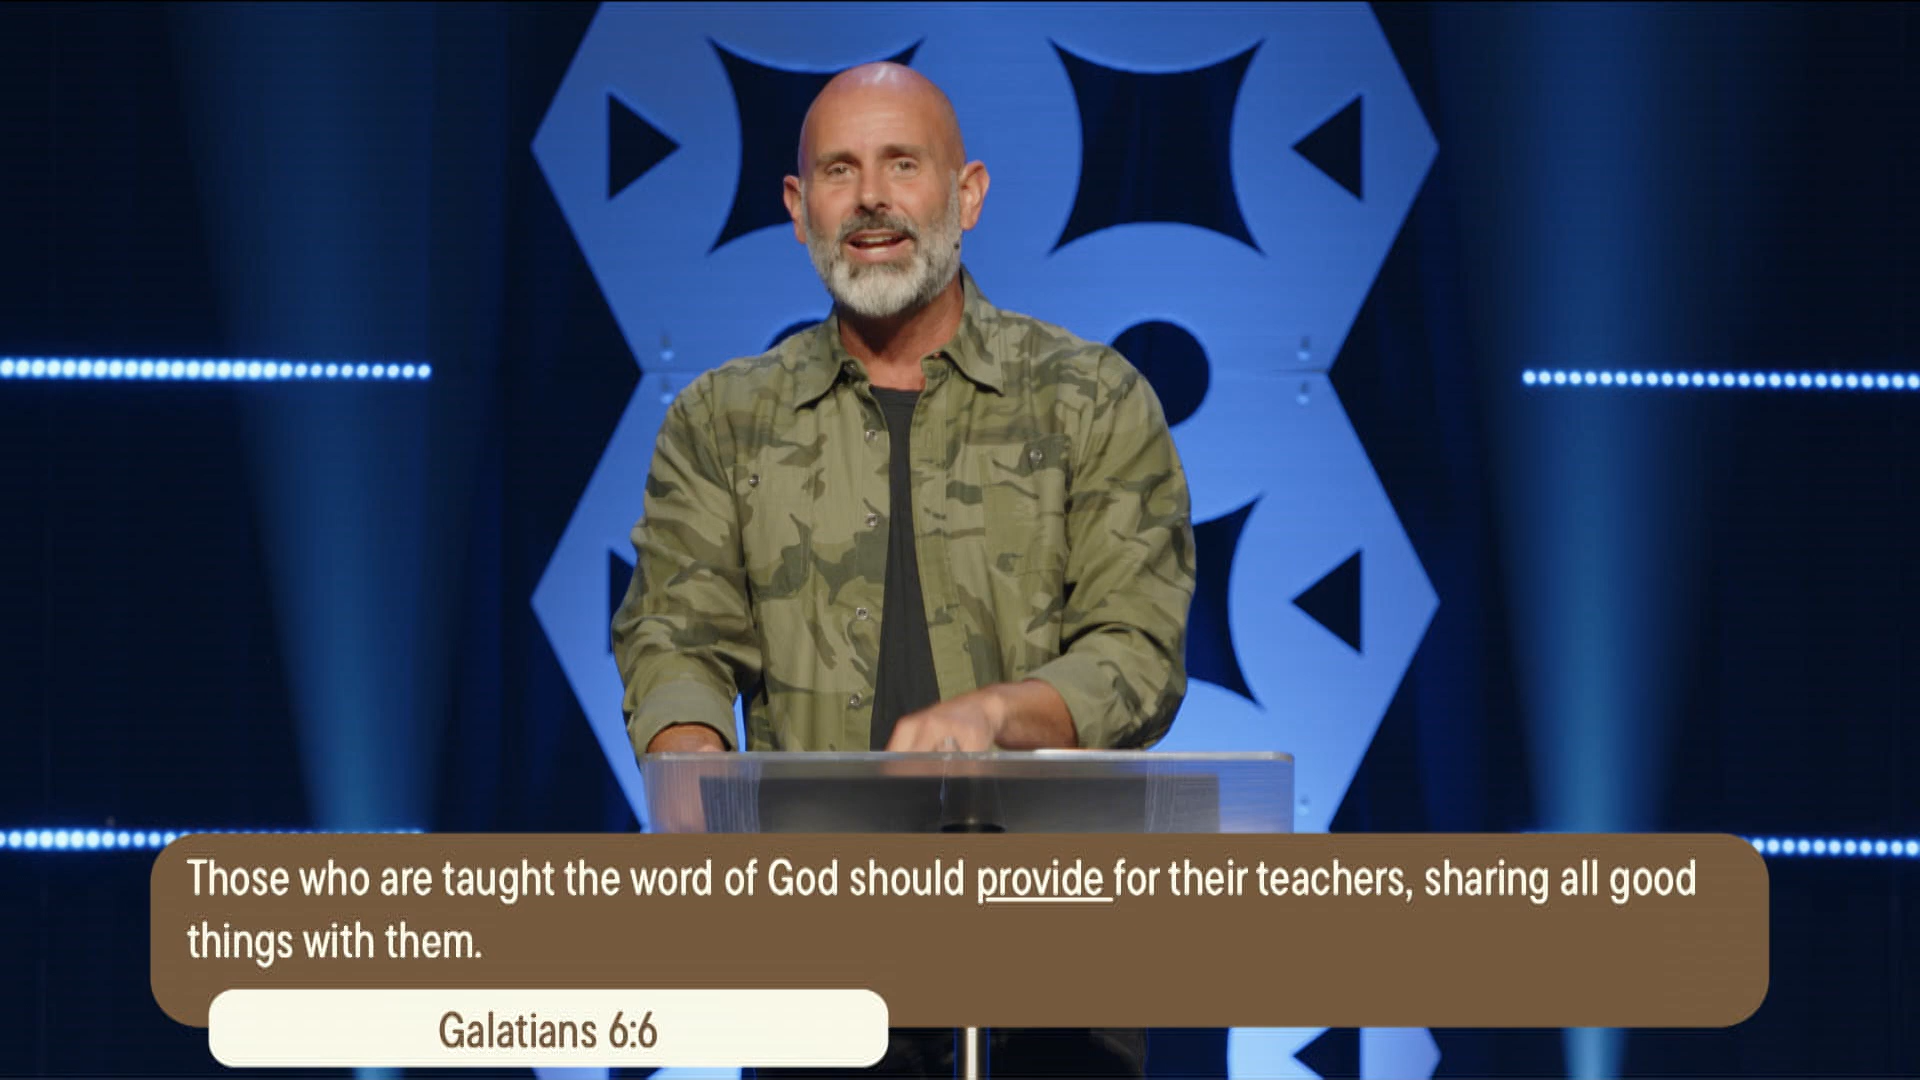 Those who are taught the word of God should provide for their teachers, sharing all good
things with them.
Galatians 6:6